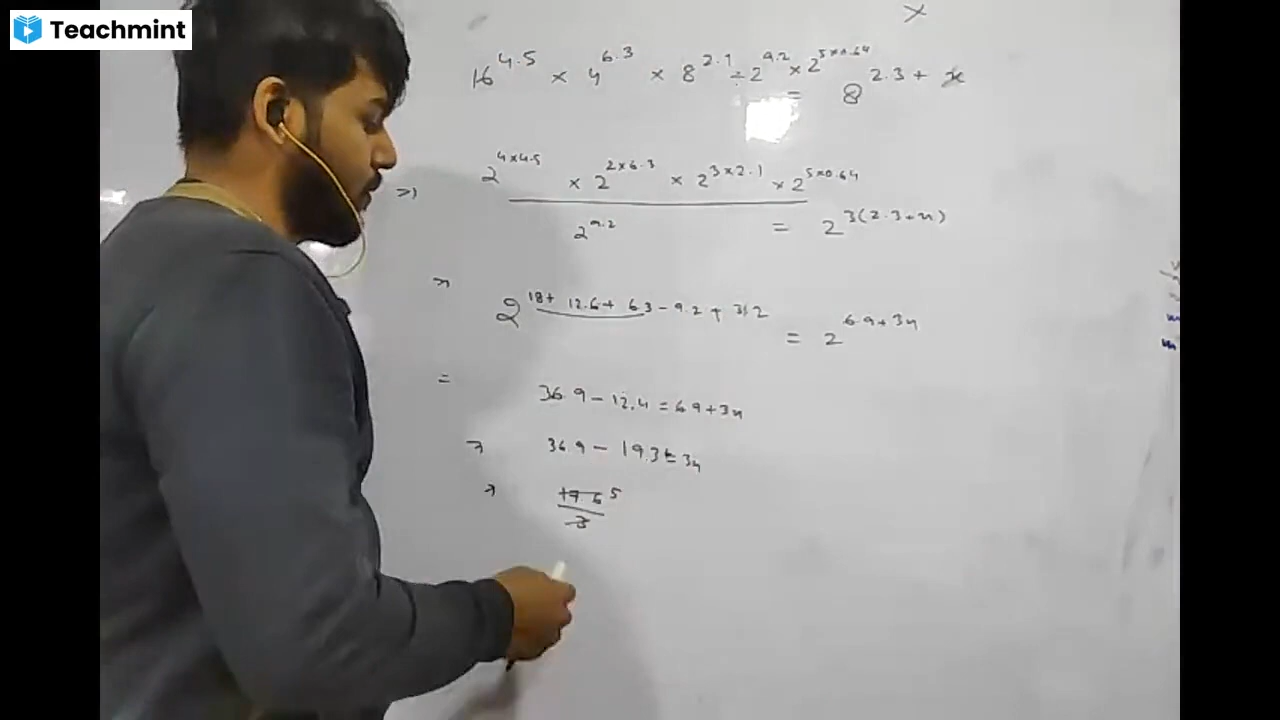 Teachmint
x
16^4.5 × 4^6.3 × 8^2.1 ÷ 2^9.2 × 2^5×0.64 = 8^2.3 + x
⇒ 2^4×4.5 × 2^2×6.3 × 2^3×2.1 × 2^5×0.64
2^9.2 = 2^3(2.3+x)
2^18+ 12.6+ 6.3 - 9.2 + 3.2 = 2^6.9+3x
= 36.9 - 12.4 = 6.9+3x
36.9 - 19.3 = 3x
17.6 5
3